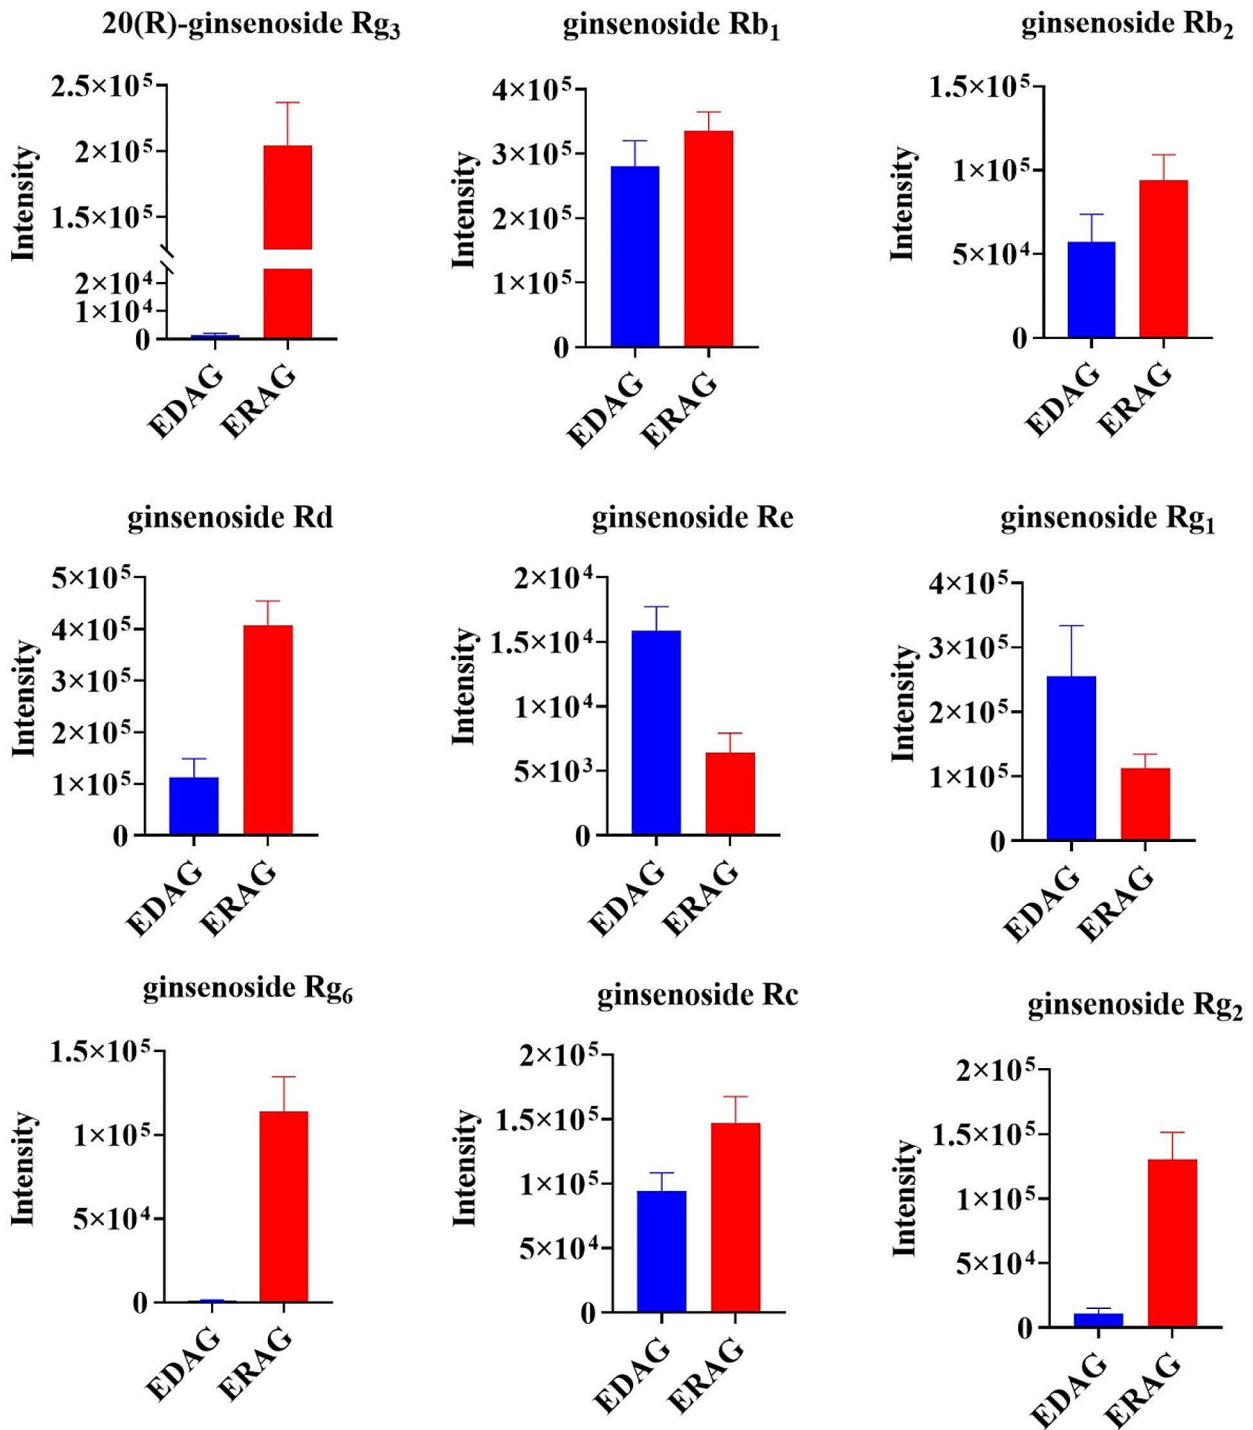 20(R)-ginsenoside Rg₃
Intensity
2.5×10⁵
2×10⁵
1.5×10⁵
2×10⁴
1×10⁴
0
EDAG
ERAG
ginsenoside Rb₁
Intensity
4×10⁵
3×10⁵
2×10⁵
1×10⁵
0
EDAG
ERAG
ginsenoside Rb₂
Intensity
1.5×10⁵
1×10⁵
5×10⁴
0
EDAG
ERAG
ginsenoside Rd
Intensity
5×10⁵
4×10⁵
3×10⁵
2×10⁵
1×10⁵
0
EDAG
ERAG
ginsenoside Re
Intensity
2×10⁴
1.5×10⁴
1×10⁴
5×10³
0
EDAG
ERAG
ginsenoside Rg₁
Intensity
4×10⁵
3×10⁵
2×10⁵
1×10⁵
0
EDAG
ERAG
ginsenoside Rg₆
Intensity
1.5×10⁵
1×10⁵
5×10⁴
0
EDAG
ERAG
ginsenoside Rc
Intensity
2×10⁵
1.5×10⁵
1×10⁵
5×10⁴
0
EDAG
ERAG
ginsenoside Rg₂
Intensity
2×10⁵
1.5×10⁵
1×10⁵
5×10⁴
0
EDAG
ERAG